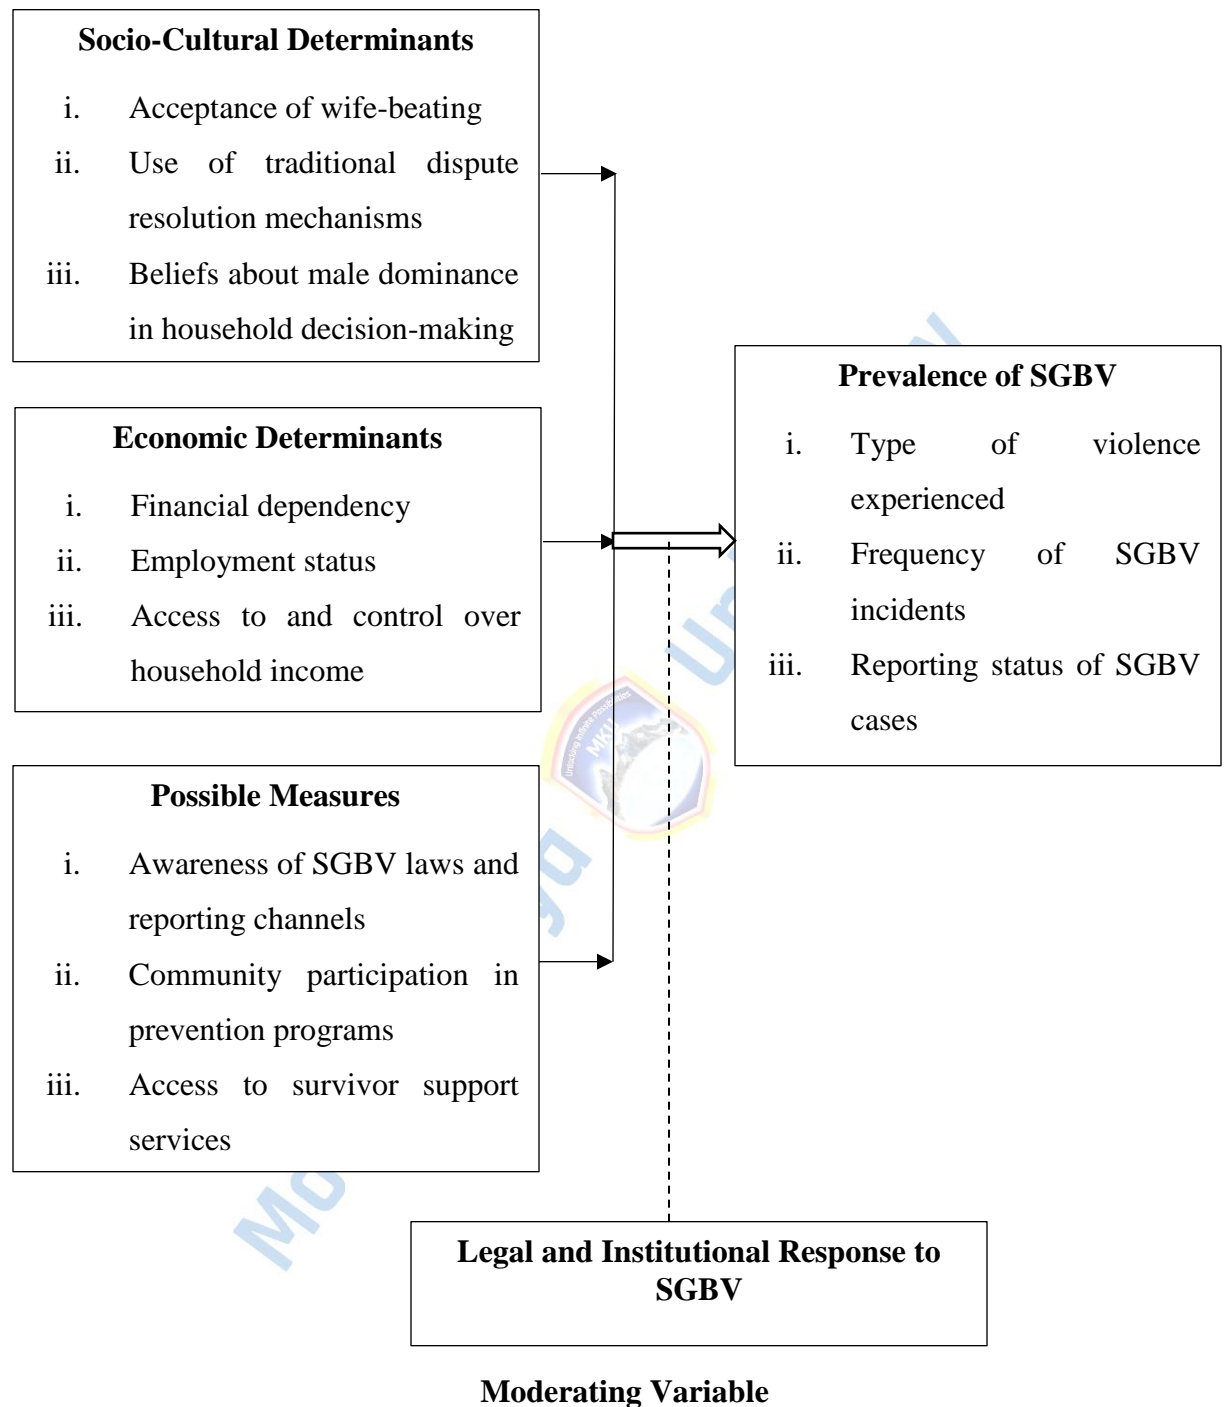 Socio-Cultural Determinants
i. Acceptance of wife-beating
ii. Use of traditional dispute
resolution mechanisms
iii. Beliefs about male dominance
in household decision-making
Economic Determinants
i. Financial dependency
ii. Employment status
iii. Access to and control over
household income
Possible Measures
i. Awareness of SGBV laws and
reporting channels
ii. Community participation in
prevention programs
iii. Access to survivor support
services
Prevalence of SGBV
i. Type of violence
experienced
ii. Frequency of SGBV
incidents
iii. Reporting status of SGBV
cases
Legal and Institutional Response to
SGBV
Moderating Variable
Unlocking Infinite Possibilities
MKU